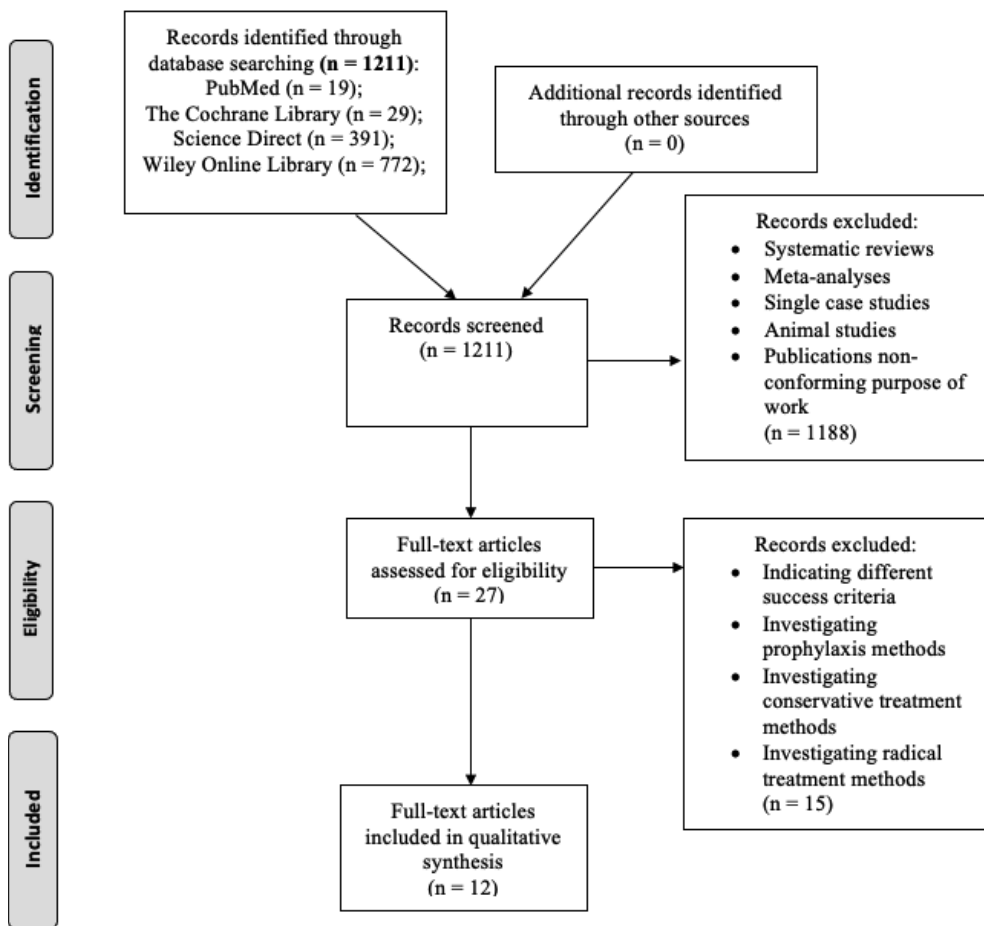 Identification
Records identified through
database searching (n = 1211):
PubMed (n = 19);
The Cochrane Library (n = 29);
Science Direct (n = 391);
Wiley Online Library (n = 772);
Additional records identified
through other sources
(n = 0)
Screening
Records screened
(n = 1211)
Records excluded:
• Systematic reviews
• Meta-analyses
• Single case studies
• Animal studies
• Publications non-
conforming purpose of
work
(n = 1188)
Eligibility
Full-text articles
assessed for eligibility
(n = 27)
Records excluded:
• Indicating different
success criteria
• Investigating
prophylaxis methods
• Investigating
conservative treatment
methods
• Investigating radical
treatment methods
(n = 15)
Included
Full-text articles
included in qualitative
synthesis
(n = 12)